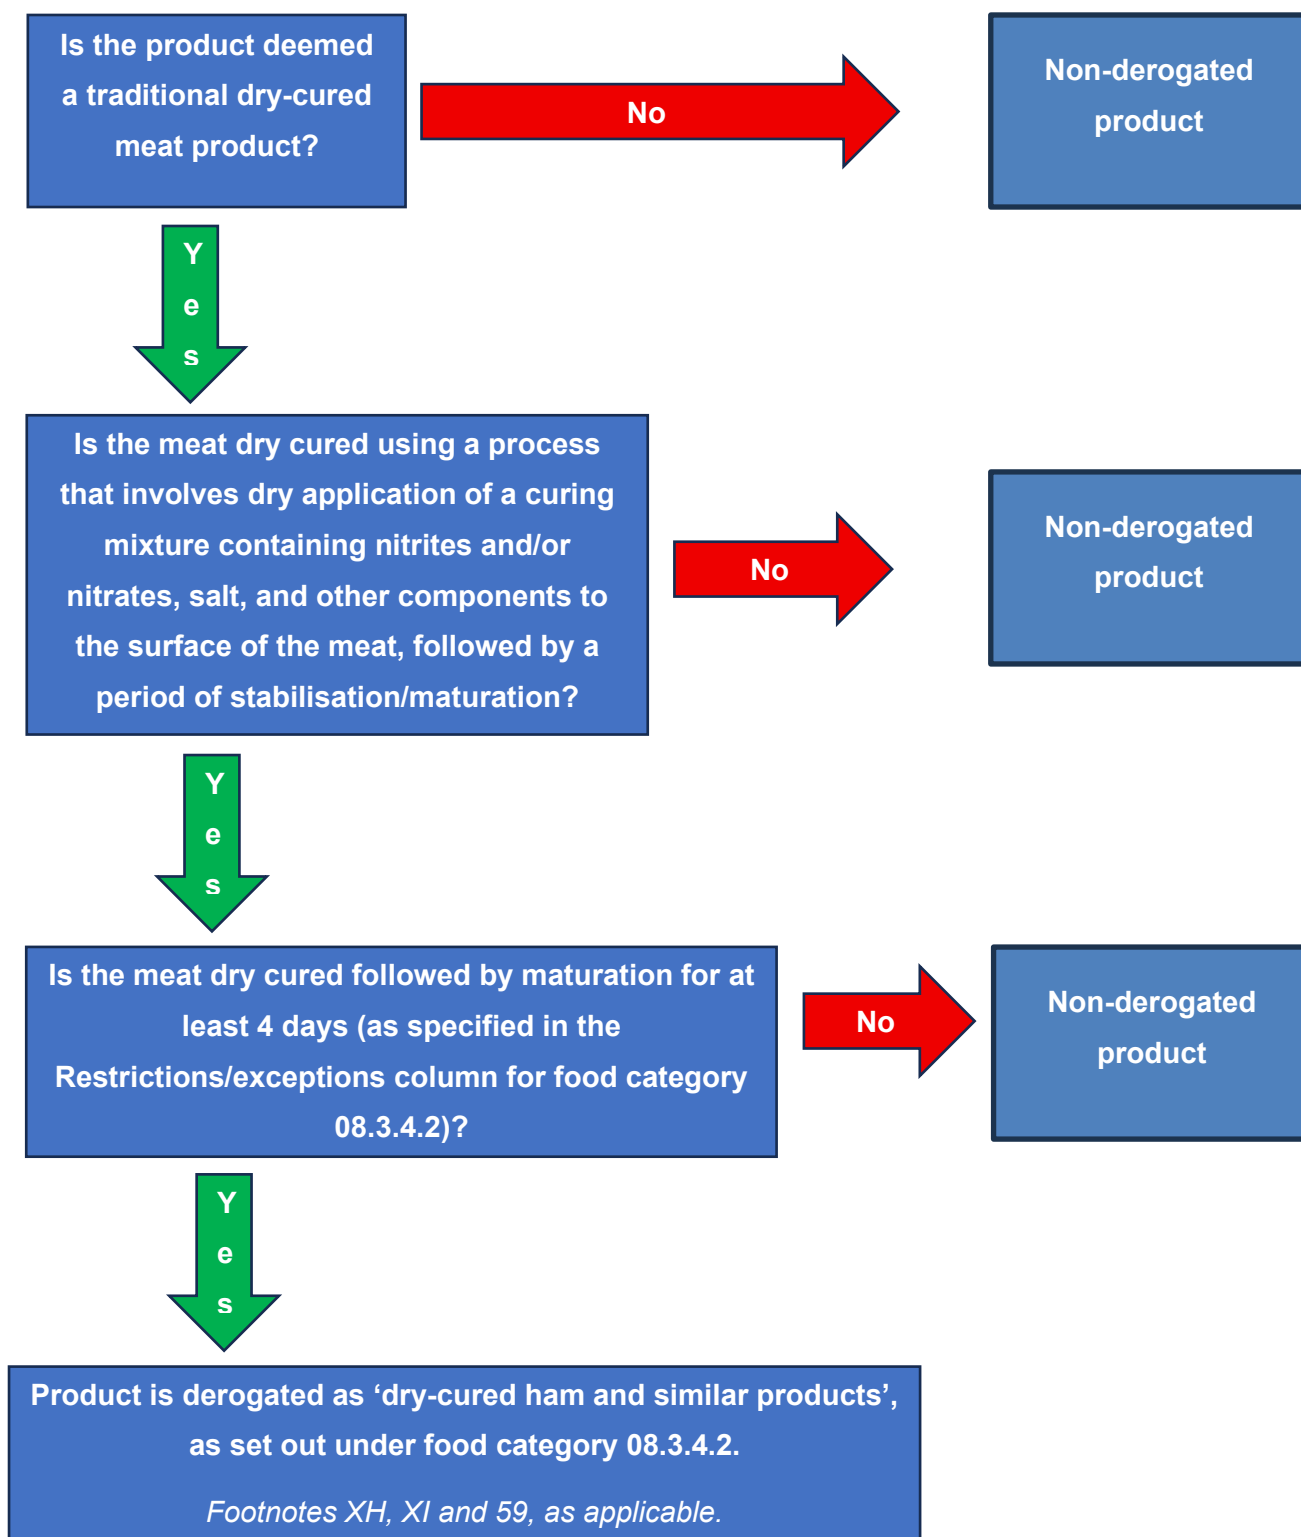 Is the product deemed
a traditional dry-cured
meat product?
No
Non-derogated
product
Y
e
s
Is the meat dry cured using a process
that involves dry application of a curing
mixture containing nitrites and/or
nitrates, salt, and other components to
the surface of the meat, followed by a
period of stabilisation/maturation?
No
Non-derogated
product
Y
e
s
Is the meat dry cured followed by maturation for at
least 4 days (as specified in the
Restrictions/exceptions column for food category
08.3.4.2)?
No
Non-derogated
product
Y
e
s
Product is derogated as ‘dry-cured ham and similar products’,
as set out under food category 08.3.4.2.
Footnotes XH, XI and 59, as applicable.